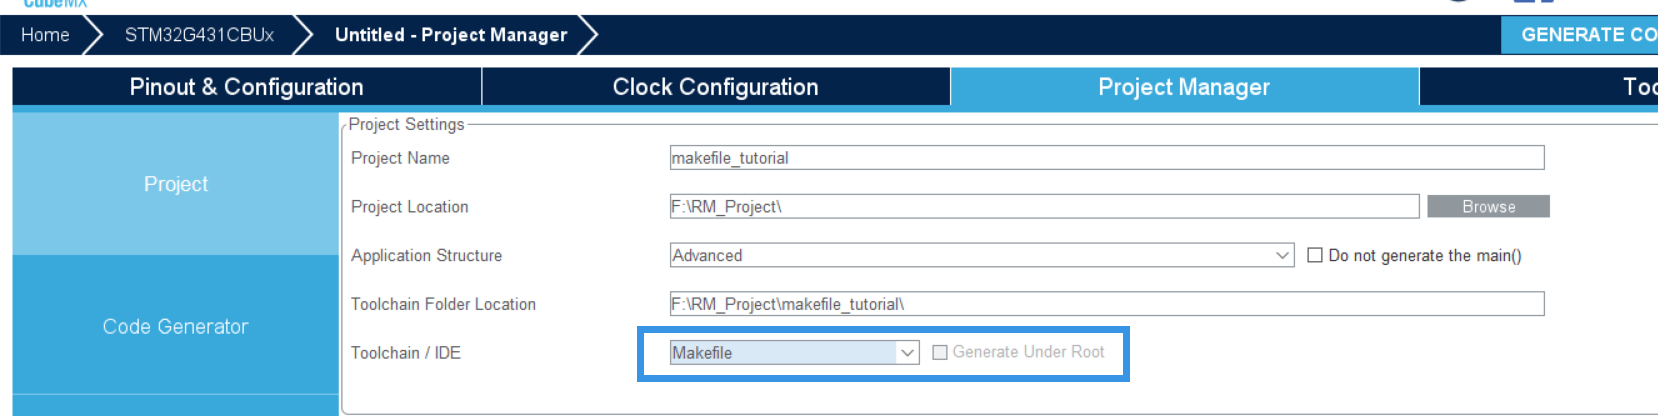 CubeMX
Home STM32G431CBUx Untitled - Project Manager GENERATE CO
Pinout & Configuration Clock Configuration Project Manager Too
Project Settings
Project Name makefile_tutorial
Project
Project Location F:\RM_Project\ Browse
Application Structure Advanced Do not generate the main()
Toolchain Folder Location F:\RM_Project\makefile_tutorial\
Code Generator
Toolchain / IDE Makefile Generate Under Root